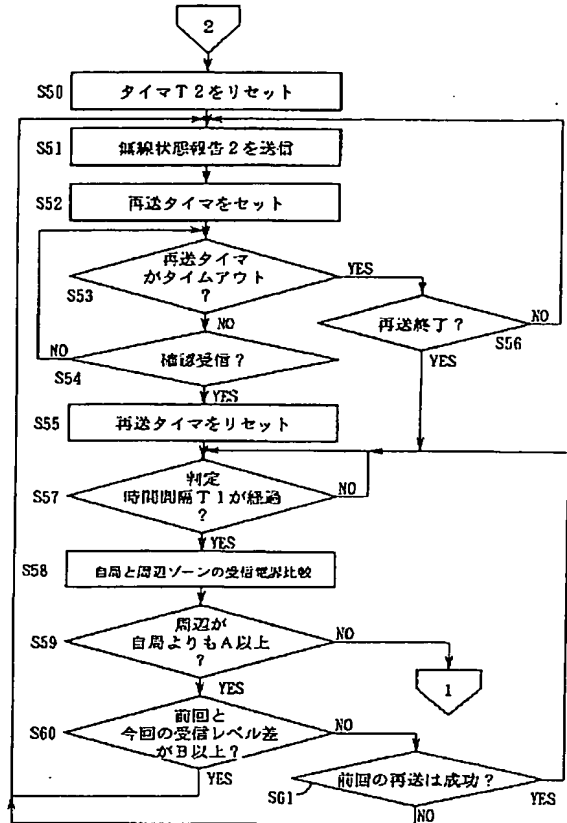 2
S50 タイマT2をリセット
S51 無線状態報告2を送信
S52 再送タイマをセット
再送タイマ
がタイムアウト
?
YES
S53
NO
再送終了?
NO
S56
YES
NO
確認受信?
S54
YES
S55 再送タイマをリセット
判定
時間間隔T1が経過
?
S57
NO
YES
S58 自局と周辺ゾーンの受信電界比較
周辺が
自局よりもA以上
?
S59
NO
1
YES
前回と
今回の受信レベル差
がB以上?
S60
NO
YES
前回の再送は成功?
S61
YES
NO